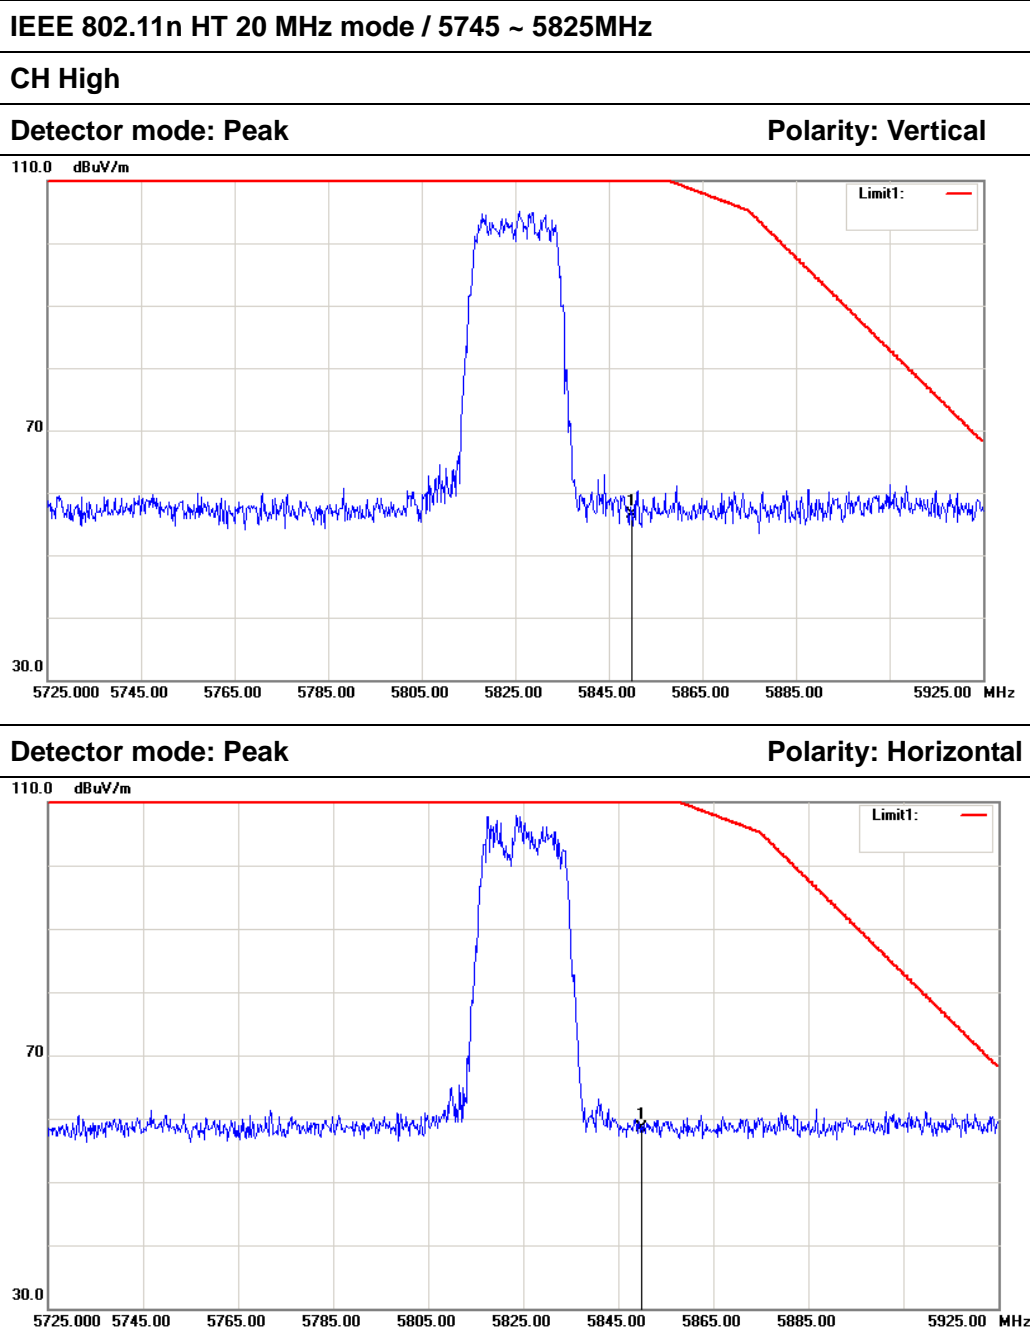 IEEE 802.11n HT 20 MHz mode / 5745 ~ 5825MHz
CH High
Detector mode: Peak Polarity: Vertical
110.0 dBuV/m
Limit1:
70
1
30.0
5725.000 5745.00 5765.00 5785.00 5805.00 5825.00 5845.00 5865.00 5885.00 5925.00 MHz
Detector mode: Peak Polarity: Horizontal
110.0 dBuV/m
Limit1:
70
1
30.0
5725.000 5745.00 5765.00 5785.00 5805.00 5825.00 5845.00 5865.00 5885.00 5925.00 MHz